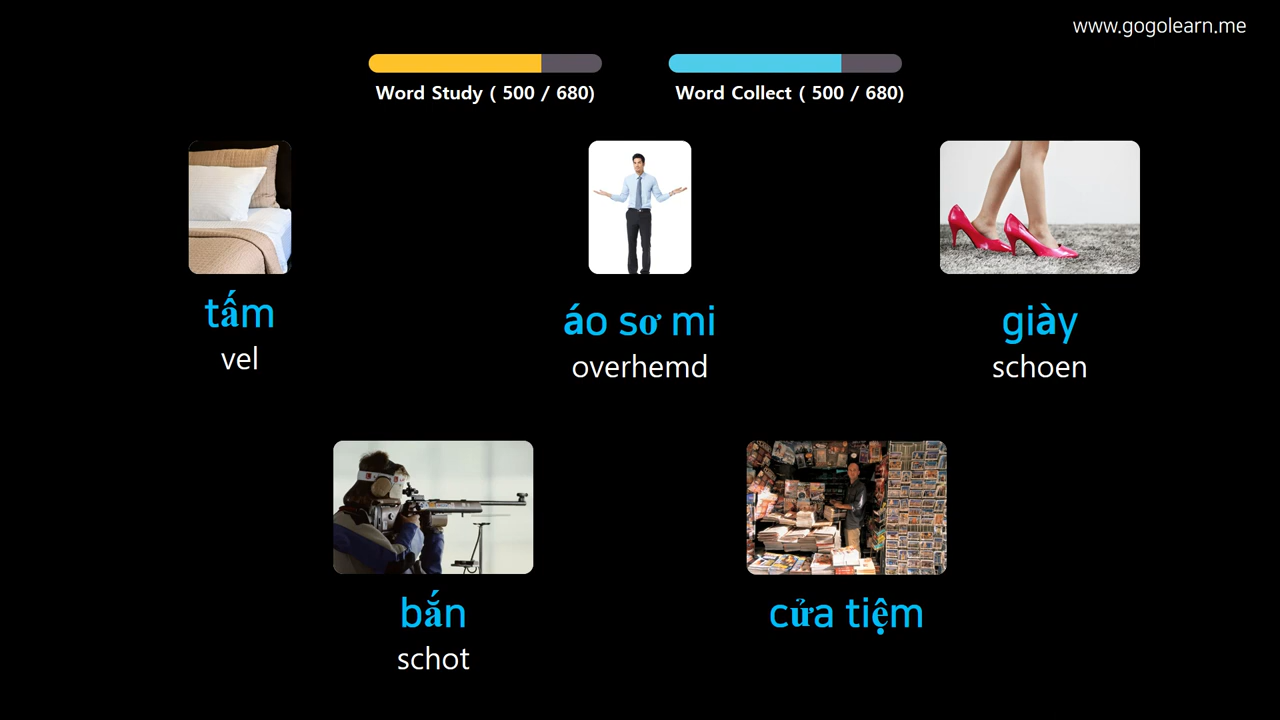 www.gogolearn.me
Word Study ( 500 / 680)
Word Collect ( 500 / 680)
tấm
vel
áo sơ mi
overhemd
giày
schoen
bắn
schot
cửa tiệm